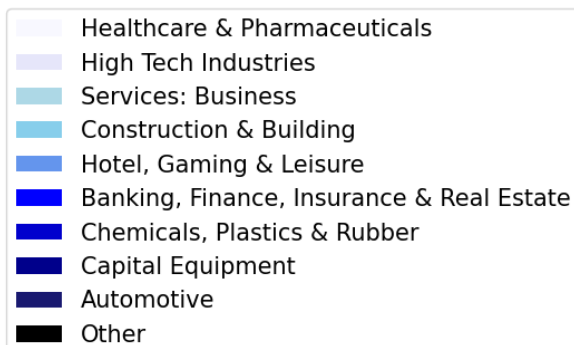 Healthcare & Pharmaceuticals
High Tech Industries
Services: Business
Construction & Building
Hotel, Gaming & Leisure
Banking, Finance, Insurance & Real Estate
Chemicals, Plastics & Rubber
Capital Equipment
Automotive
Other